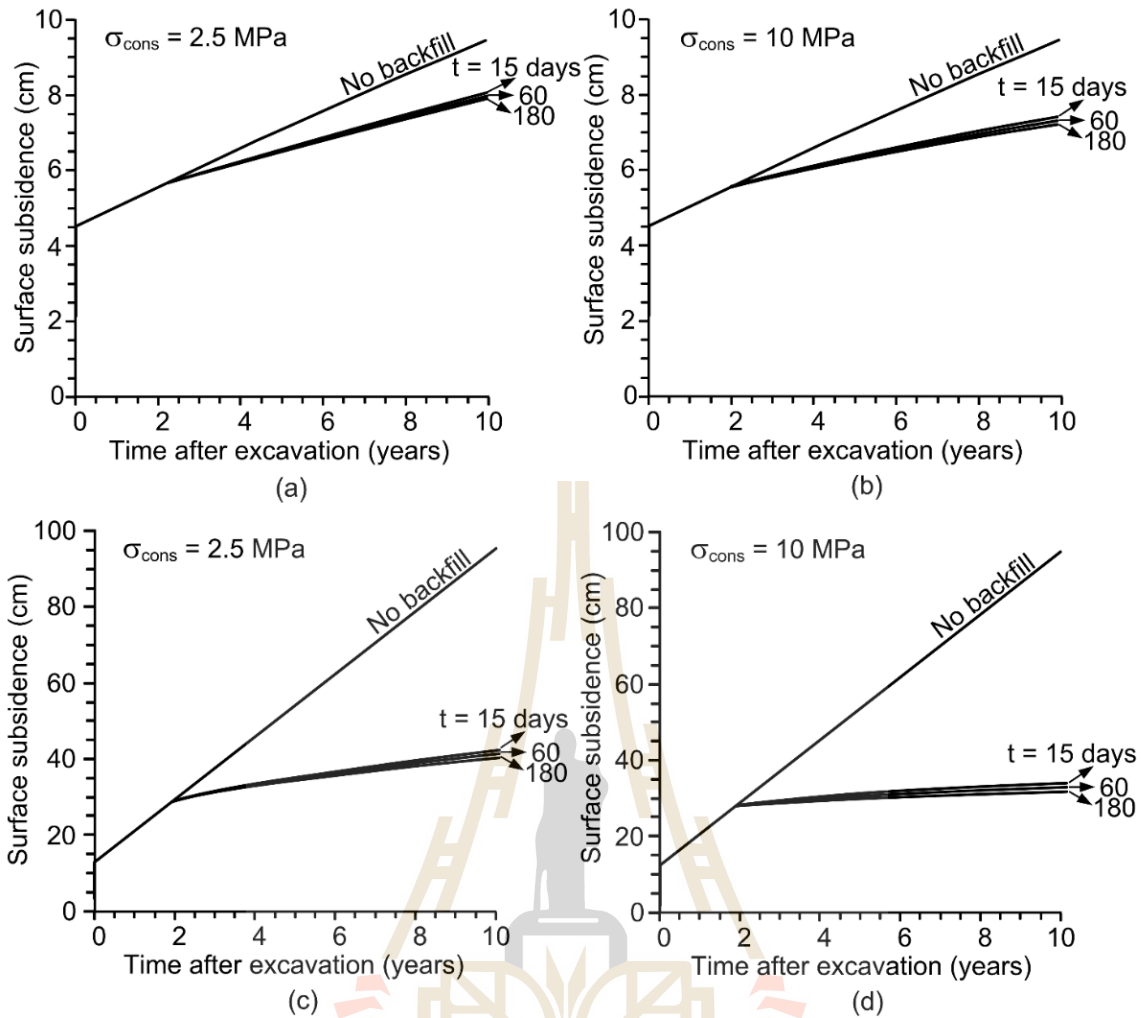 σcons = 2.5 MPa
No backfill
t = 15 days
60
180
Surface subsidence (cm)
10
8
6
4
2
0
0 2 4 6 8 10
Time after excavation (years)
(a)
σcons = 10 MPa
No backfill
t = 15 days
60
180
Surface subsidence (cm)
10
8
6
4
2
0
0 2 4 6 8 10
Time after excavation (years)
(b)
σcons = 2.5 MPa
No backfill
t = 15 days
60
180
Surface subsidence (cm)
100
80
60
40
20
0
0 2 4 6 8 10
Time after excavation (years)
(c)
σcons = 10 MPa
No backfill
t = 15 days
60
180
Surface subsidence (cm)
100
80
60
40
20
0
0 2 4 6 8 10
Time after excavation (years)
(d)